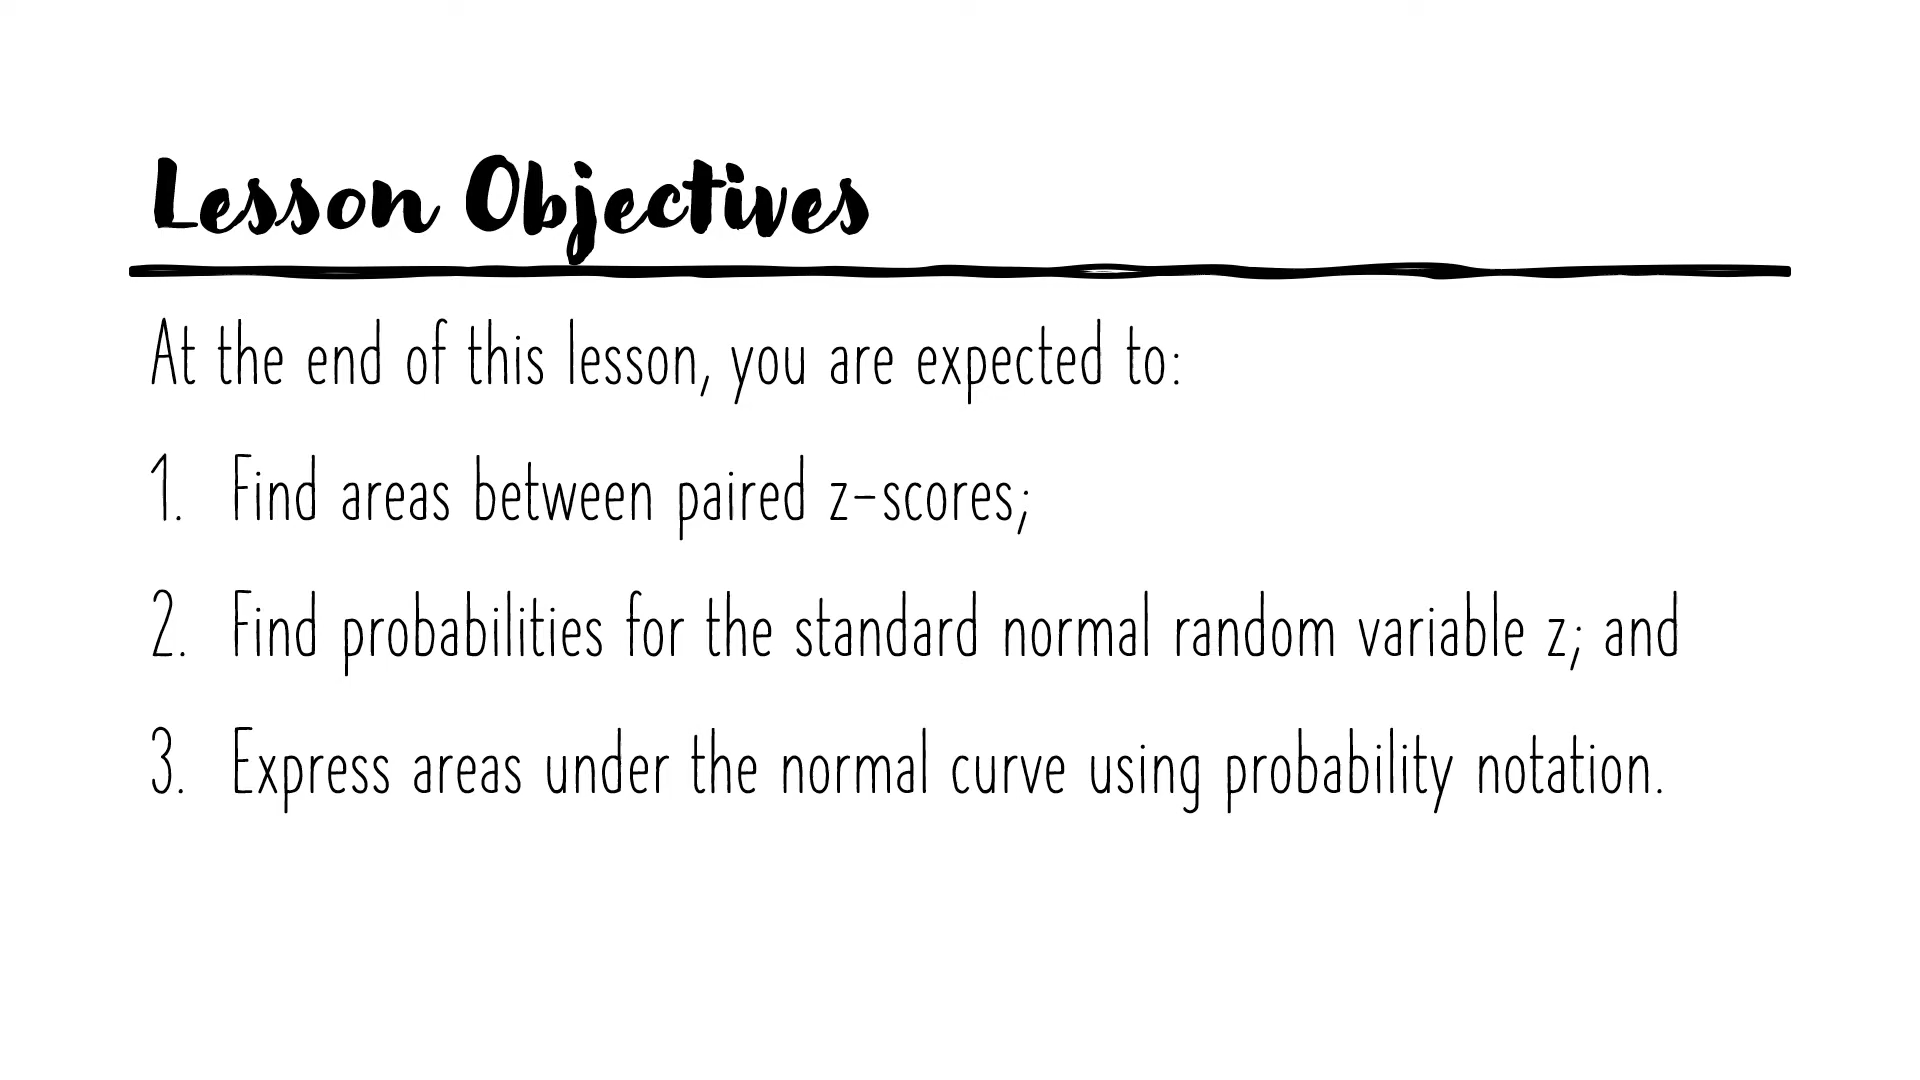 Lesson Objectives
At the end of this lesson, you are expected to:
1. Find areas between paired z-scores;
2. Find probabilities for the standard normal random variable z; and
3. Express areas under the normal curve using probability notation.